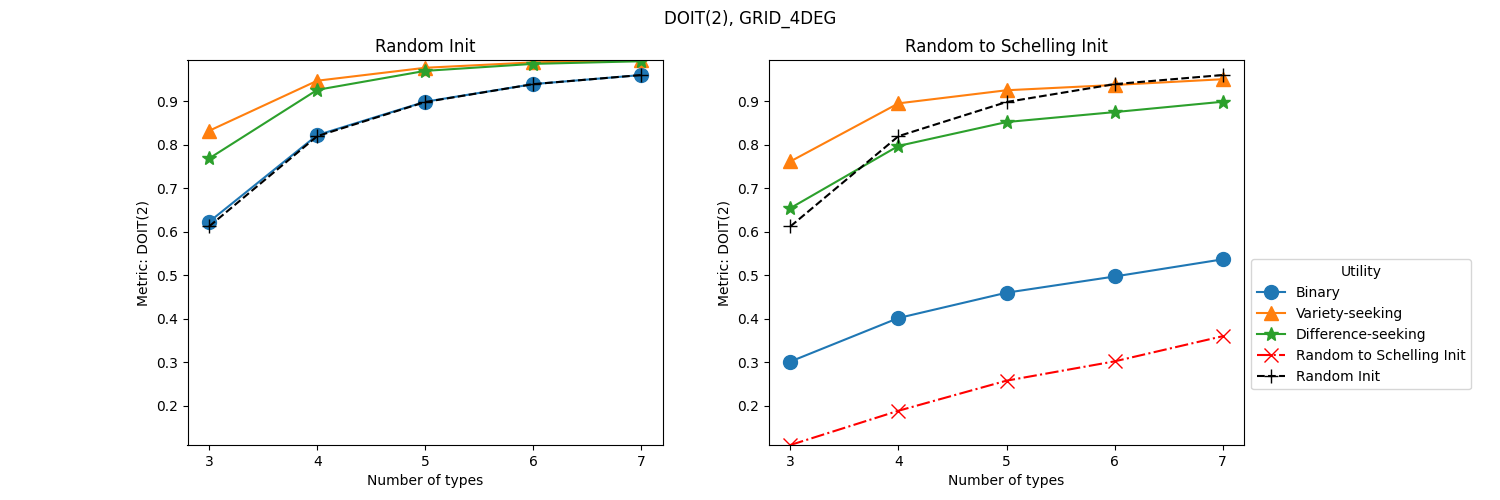 DOIT(2), GRID_4DEG
Random Init
0.9
0.8
0.7
0.6
0.5
0.4
0.3
0.2
Metric: DOIT(2)
3 4 5 6 7
Number of types
Random to Schelling Init
0.9
0.8
0.7
0.6
0.5
0.4
0.3
0.2
Metric: DOIT(2)
3 4 5 6 7
Number of types
Utility
Binary
Variety-seeking
Difference-seeking
Random to Schelling Init
Random Init